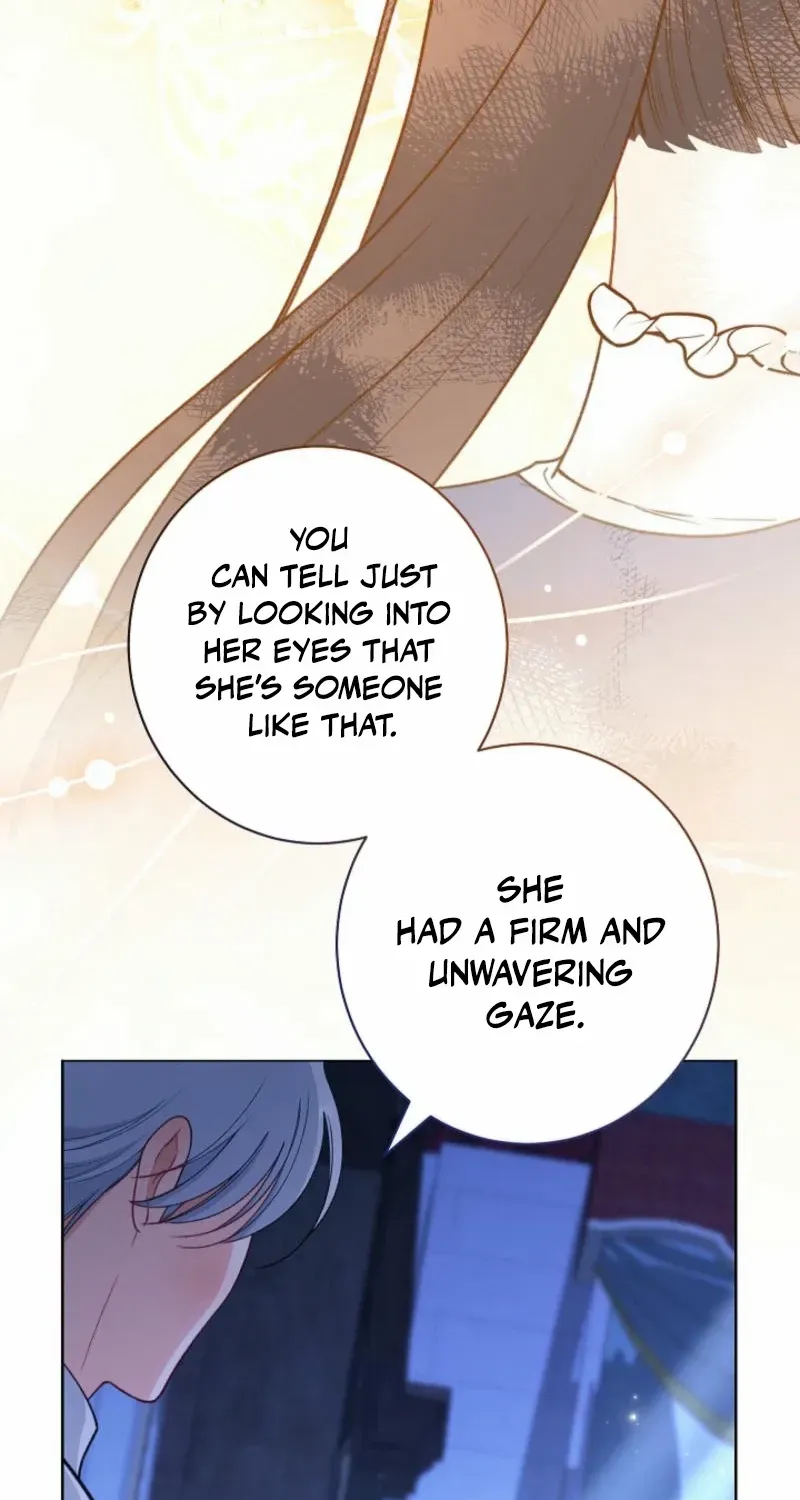 YOU
CAN TELL JUST
BY LOOKING INTO
HER EYES THAT
SHE'S SOMEONE
LIKE THAT.
SHE
HAD A FIRM AND
UNWAVERING
GAZE.